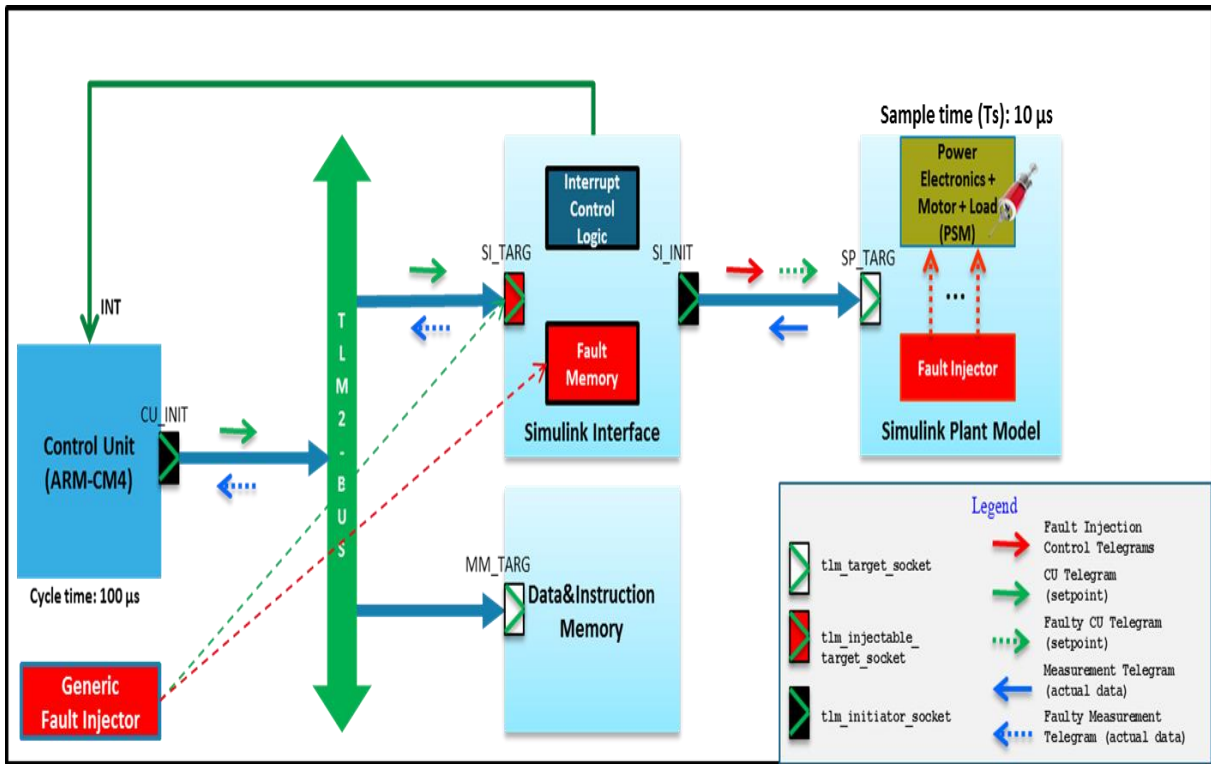 Sample time (Ts): 10 µs
Power
Electronics +
Motor + Load
(PSM)
Interrupt
Control
Logic
SI_TARG
SI_INIT
SP_TARG
...
INT
TLM2-BUS
Fault
Memory
Fault Injector
CU_INIT
Simulink Interface
Simulink Plant Model
Control Unit
(ARM-CM4)
Cycle time: 100 µs
MM_TARG
Data&Instruction
Memory
Generic
Fault Injector
Legend
tlm_target_socket
tlm_injectable_
target_socket
tlm_initiator_socket
Fault Injection
Control Telegrams
CU Telegram
(setpoint)
Faulty CU Telegram
(setpoint)
Measurement Telegram
(actual data)
Faulty Measurement
Telegram (actual data)